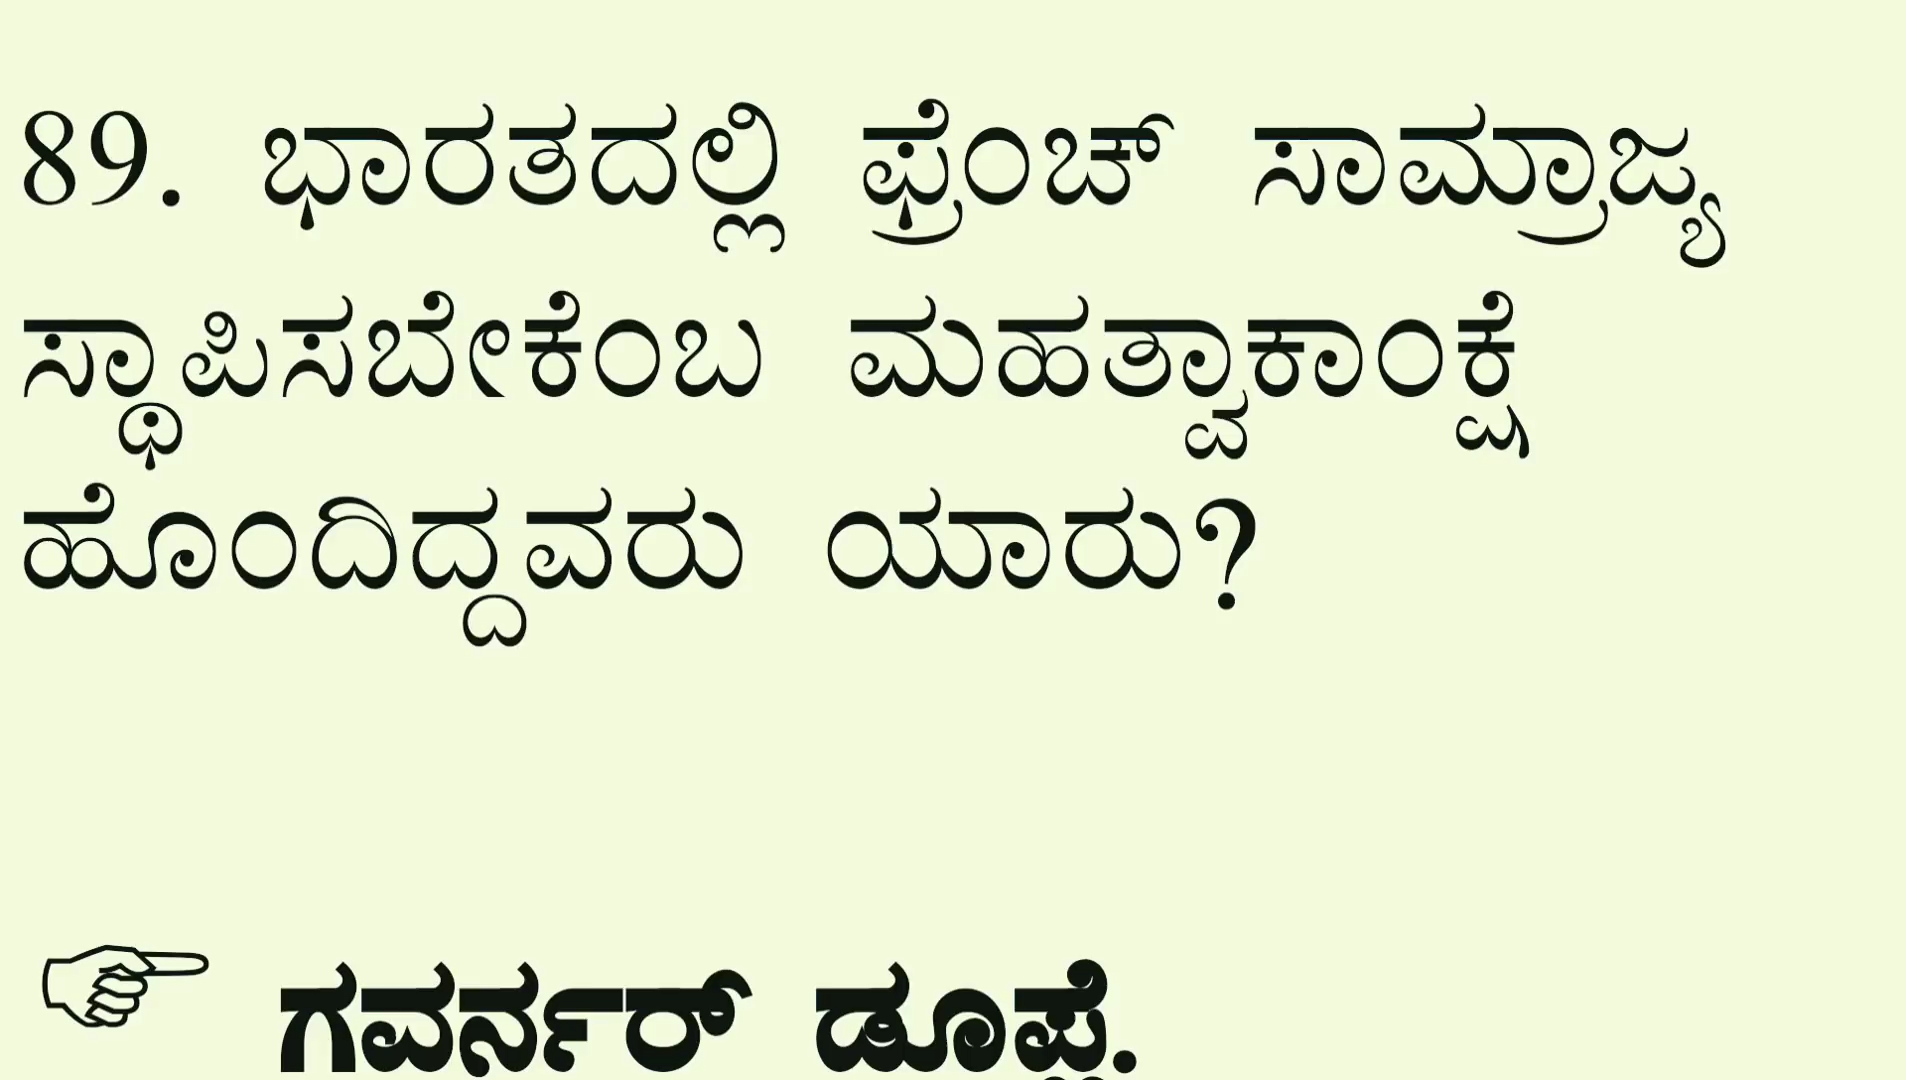 89. ಭಾರತದಲ್ಲಿ ಫ್ರೆಂಚ್ ಸಾಮ್ರಾಜ್ಯ
ಸ್ಥಾಪಿಸಬೇಕೆಂಬ ಮಹತ್ವಾಕಾಂಕ್ಷೆ
ಹೊಂದಿದ್ದವರು ಯಾರು?
☞ ಗವರ್ನರ್ ಡೂಪ್ಲೆ.